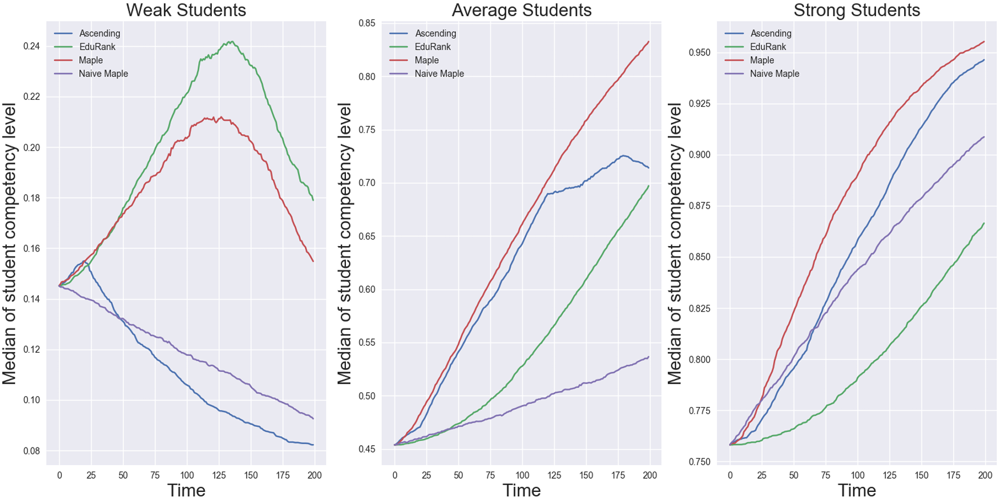 Weak Students
Median of student competency level
0.24
0.22
0.20
0.18
0.16
0.14
0.12
0.10
0.08
Ascending
EduRank
Maple
Naive Maple
0 25 50 75 100 125 150 175 200
Time
Average Students
Median of student competency level
0.85
0.80
0.75
0.70
0.65
0.60
0.55
0.50
0.45
Ascending
EduRank
Maple
Naive Maple
0 25 50 75 100 125 150 175 200
Time
Strong Students
Median of student competency level
0.950
0.925
0.900
0.875
0.850
0.825
0.800
0.775
0.750
Ascending
EduRank
Maple
Naive Maple
0 25 50 75 100 125 150 175 200
Time